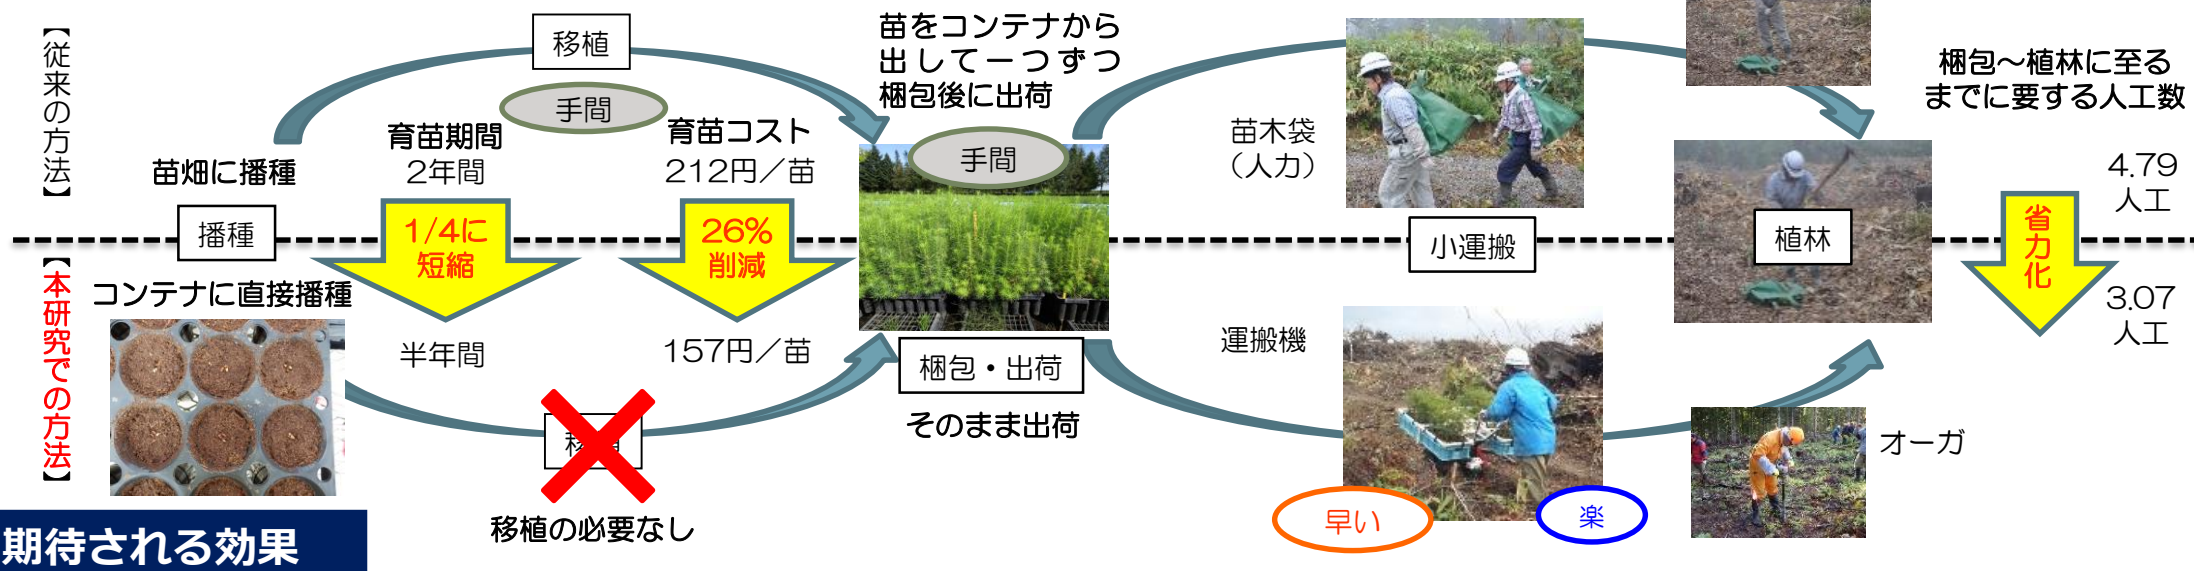 【従来の方法】
移植
手間
苗をコンテナから
出して一つずつ
梱包後に出荷
手間
苗畑に播種
育苗期間
2年間
育苗コスト
212円／苗
苗木袋
（人力）
梱包～植林に至る
までに要する人工数
4.79
人工
播種
1/4に
短縮
26%
削減
小運搬
植林
省力化
【本研究での方法】
コンテナに直接播種
半年間
157円／苗
梱包・出荷
そのまま出荷
運搬機
3.07
人工
移植の必要なし
早い
楽
オーガ
期待される効果